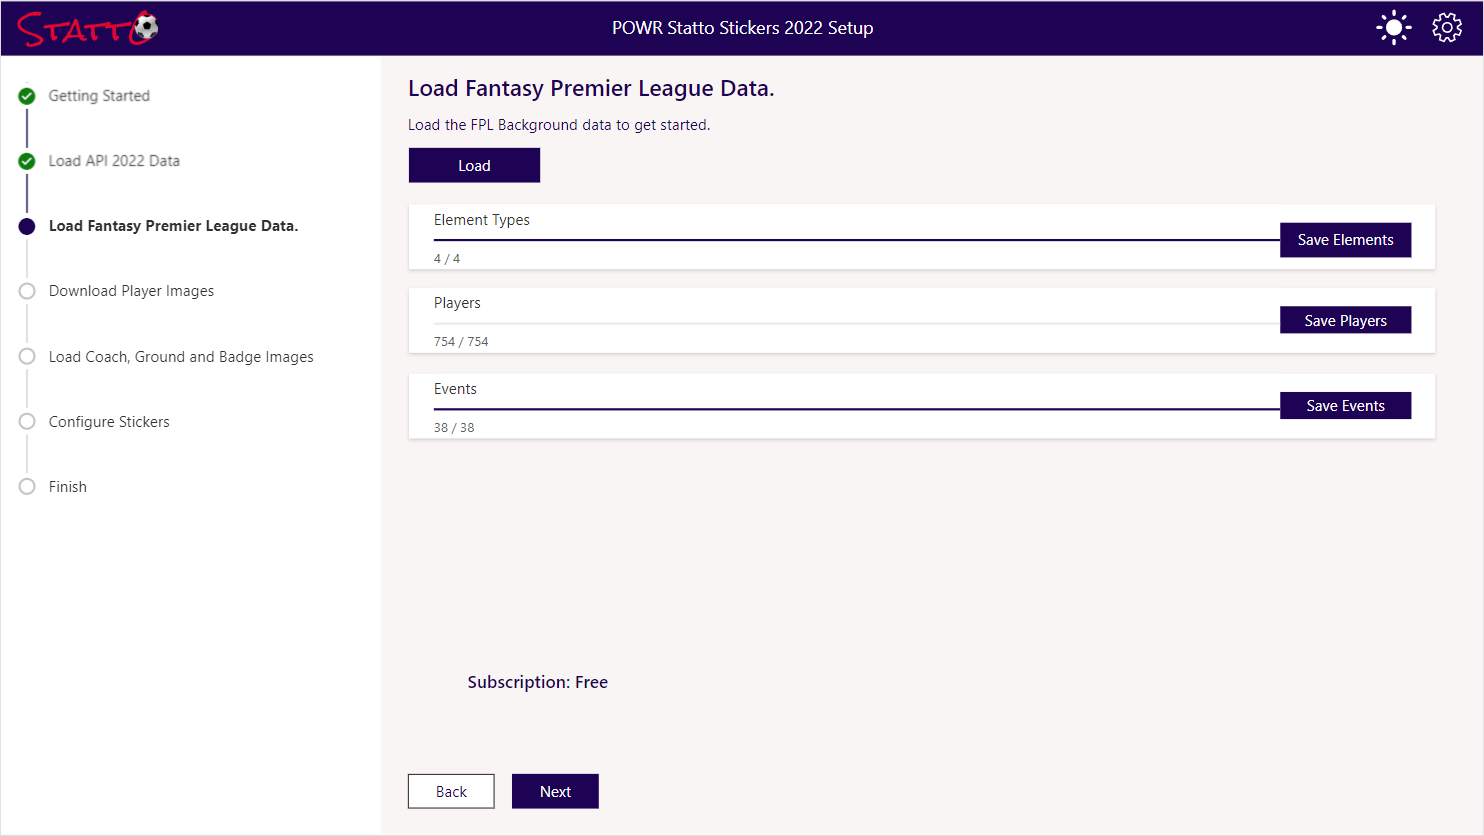 STATTO
POWR Statto Stickers 2022 Setup
Getting Started
Load API 2022 Data
Load Fantasy Premier League Data.
Download Player Images
Load Coach, Ground and Badge Images
Configure Stickers
Finish
Load Fantasy Premier League Data.
Load the FPL Background data to get started.
Load
Element Types
4 / 4
Save Elements
Players
754 / 754
Save Players
Events
38 / 38
Save Events
Subscription: Free
Back
Next